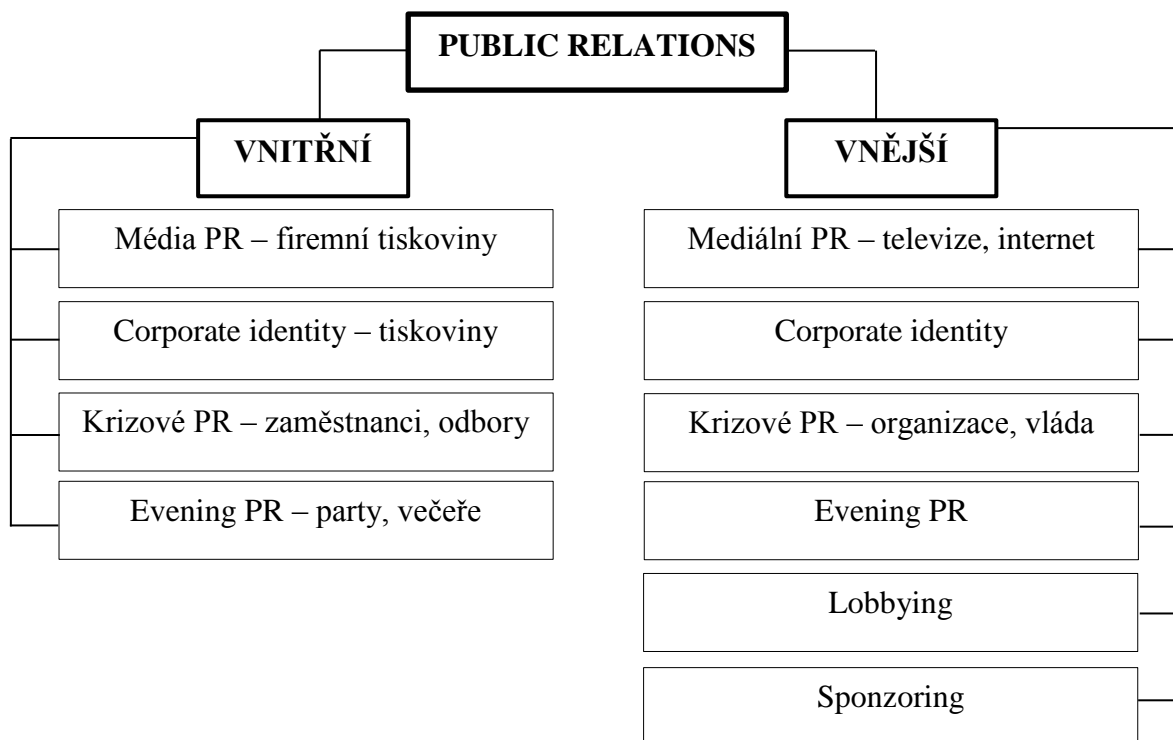 PUBLIC RELATIONS
VNITŘNÍ
Média PR – firemní tiskoviny
Corporate identity – tiskoviny
Krizové PR – zaměstnanci, odbory
Evening PR – party, večeře
VNĚJŠÍ
Mediální PR – televize, internet
Corporate identity
Krizové PR – organizace, vláda
Evening PR
Lobbying
Sponzoring